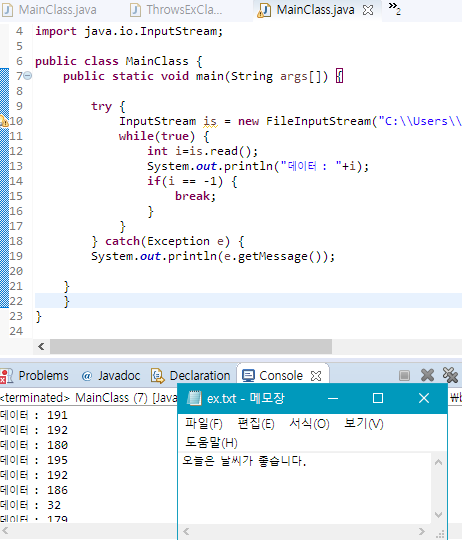 MainClass.java
ThrowsExCla...
MainClass.java
2
4 import java.io.InputStream;
5
6 public class MainClass {
7 public static void main(String args[]) {
8
9 try {
10 InputStream is = new FileInputStream("C:\\Users\\
11 while(true) {
12 int i=is.read();
13 System.out.println("데이터 : "+i);
14 if(i == -1) {
15 break;
16 }
17 }
18 } catch(Exception e) {
19 System.out.println(e.getMessage());
20
21 }
22 }
23 }
24
Problems @ Javadoc Declaration Console
<terminated> MainClass (7) [Java
데이터 : 191
데이터 : 192
데이터 : 180
데이터 : 195
데이터 : 192
데이터 : 186
데이터 : 32
데이터 : 179
ex.txt - 메모장
파일(F) 편집(E) 서식(O) 보기(V)
도움말(H)
오늘은 날씨가 좋습니다.